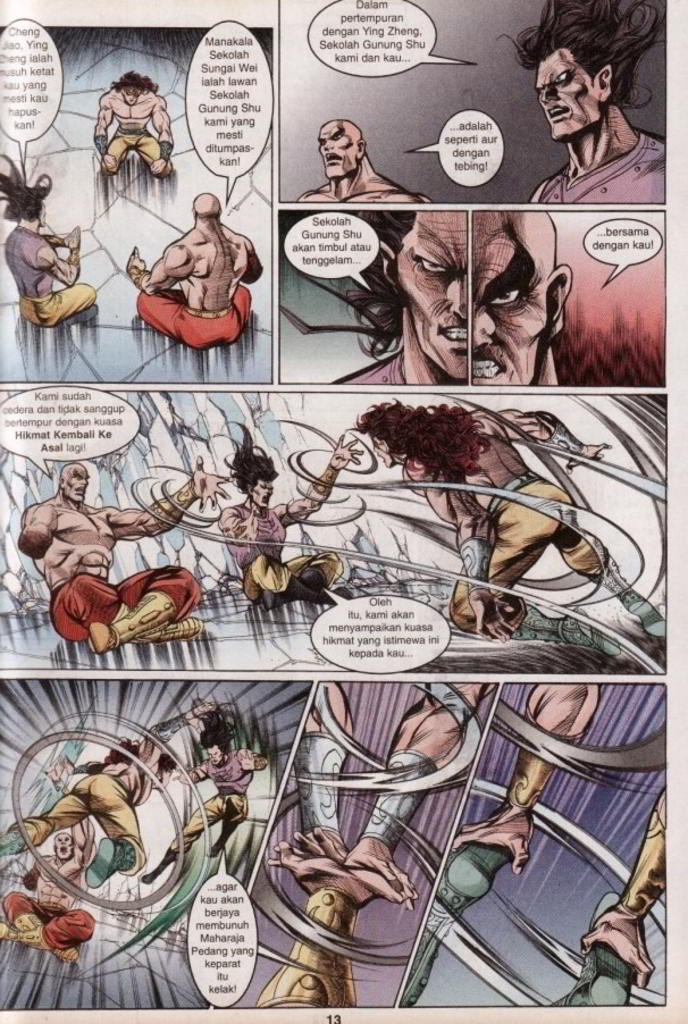 Cheng
Jiao, Ying
Zheng ialah
musuh ketat
kau yang
mesti kau
hapus-
kan!
Manakala
Sekolah
Sungai Wei
ialah lawan
Sekolah
Gunung Shu
kami yang
mesti
ditumpas-
kan!
Dalam
pertempuran
dengan Ying Zheng,
Sekolah Gunung Shu
kami dan kau...
...adalah
seperti aur
dengan
tebing!
Sekolah
Gunung Shu
akan timbul atau
tenggelam...
...bersama
dengan kau!
Kami sudah
cedera dan tidak sanggup
bertempur dengan kuasa
Hikmat Kembali Ke
Asal lagi!
Oleh
itu, kami akan
menyampaikan kuasa
hikmat yang istimewa ini
kepada kau...
...agar
kau akan
berjaya
membunuh
Maharaja
Pedang yang
keparat
itu
kelak!
13